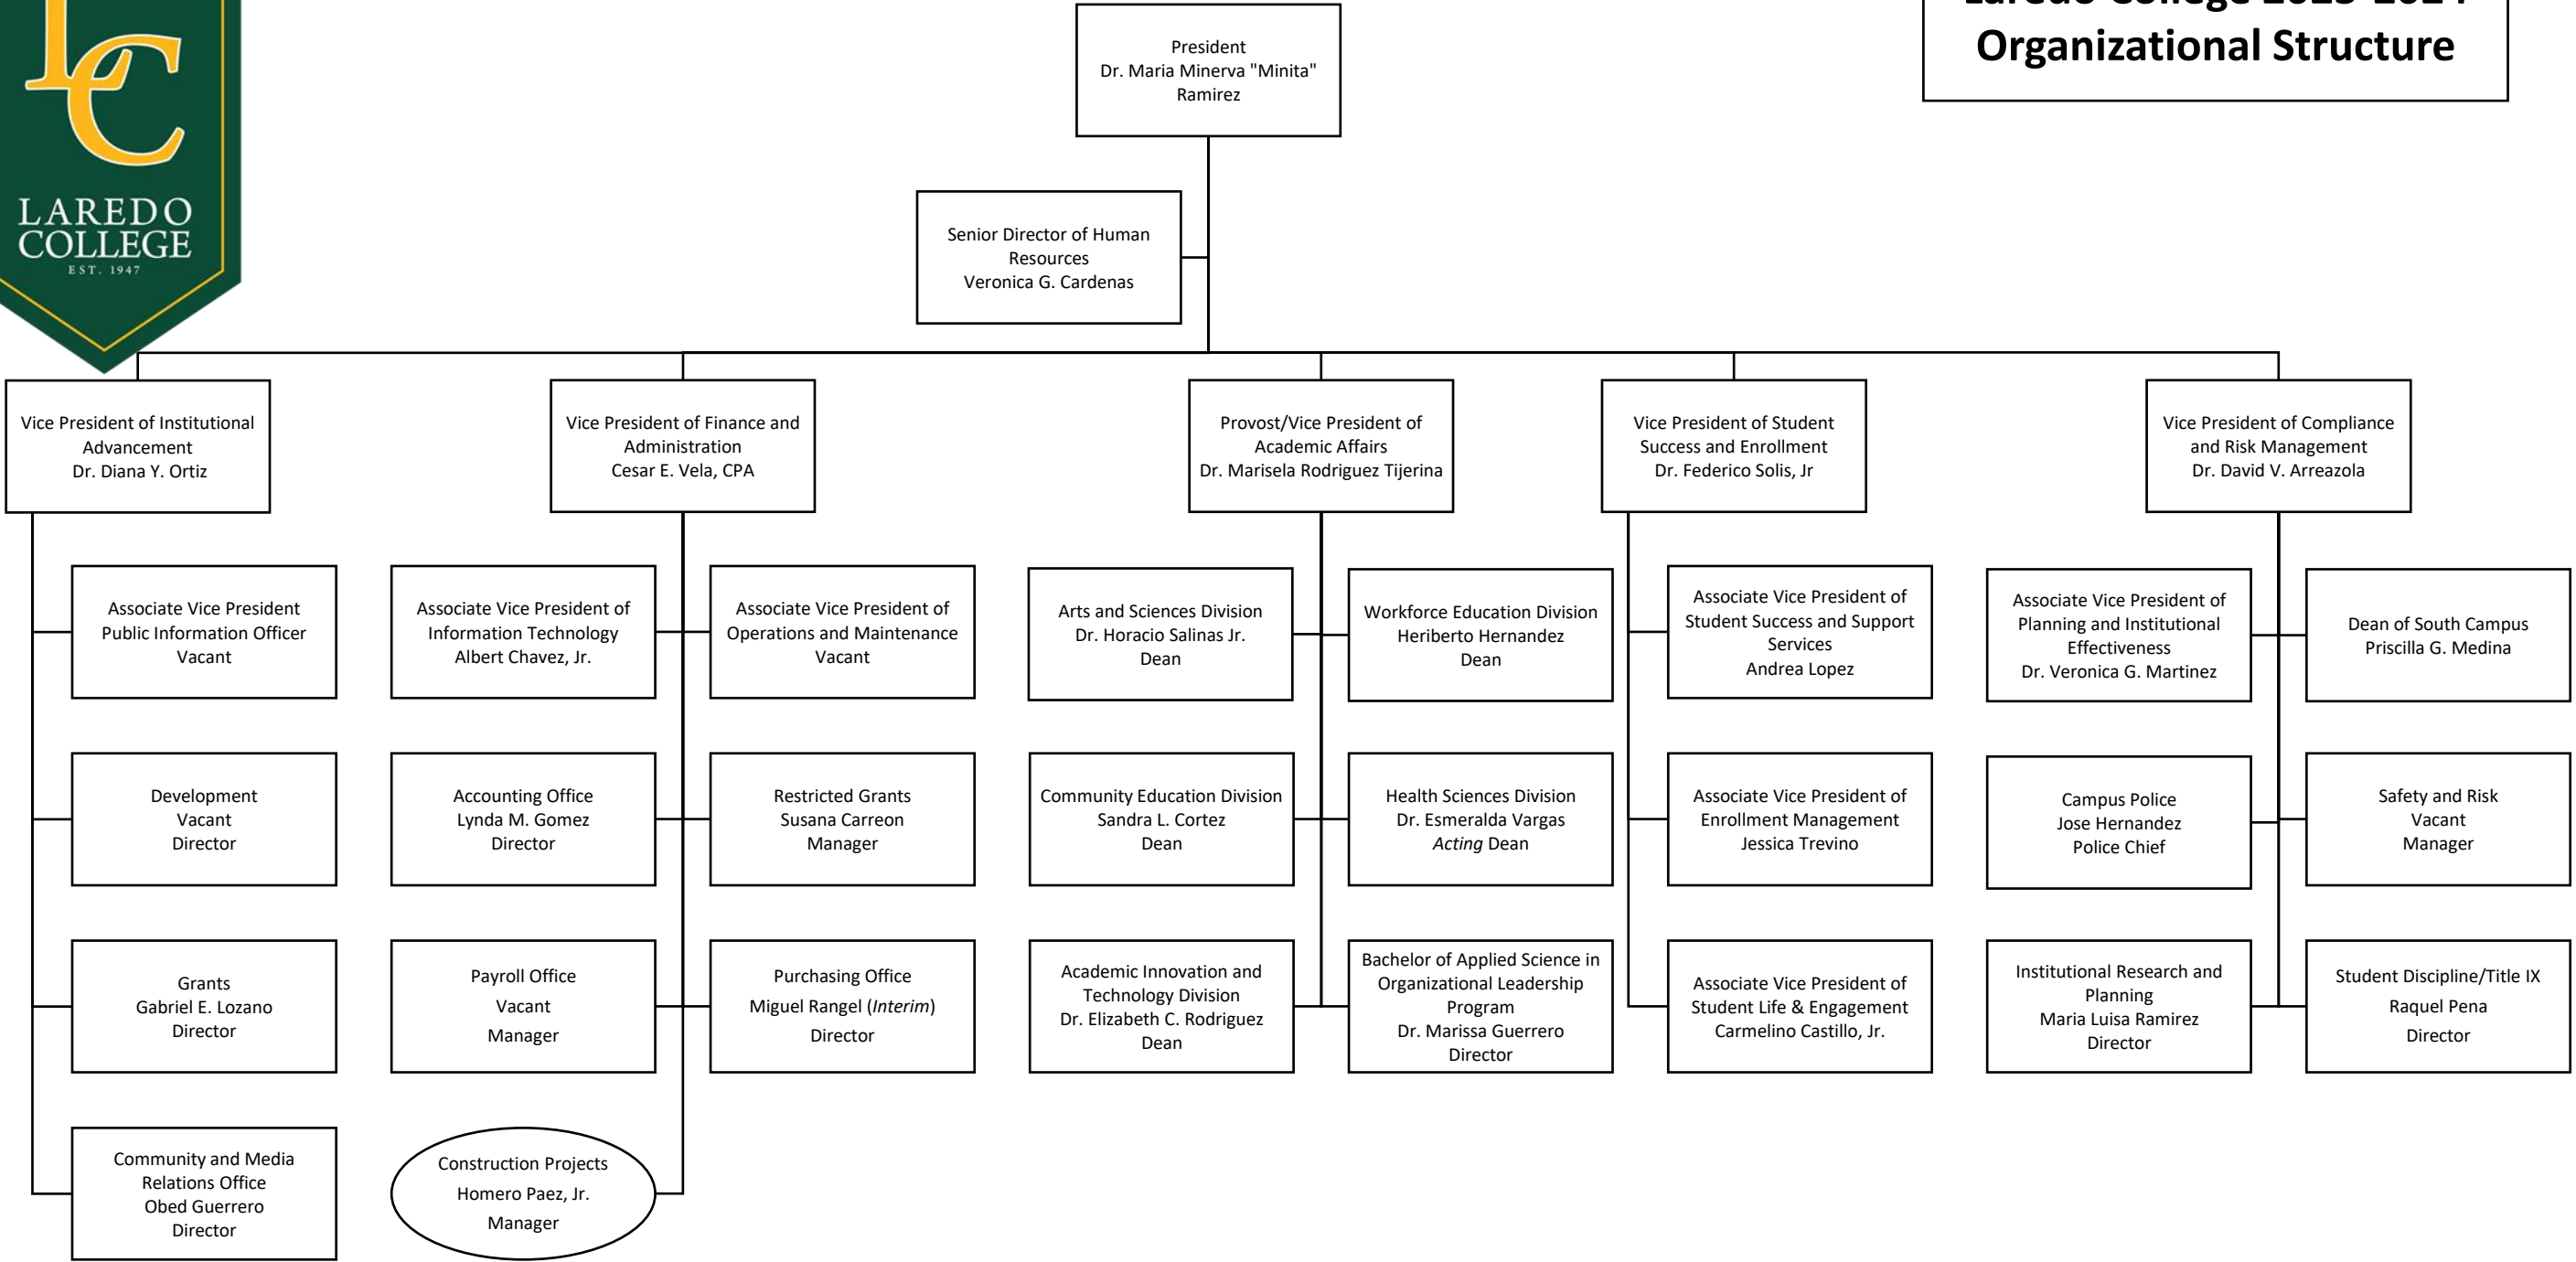 LC
LAREDO
COLLEGE
EST. 1947
Laredo College 2023-2024
Organizational Structure
President
Dr. Maria Minerva "Minita"
Ramirez
Senior Director of Human
Resources
Veronica G. Cardenas
Vice President of Institutional
Advancement
Dr. Diana Y. Ortiz
Vice President of Finance and
Administration
Cesar E. Vela, CPA
Provost/Vice President of
Academic Affairs
Dr. Marisela Rodriguez Tijerina
Vice President of Student
Success and Enrollment
Dr. Federico Solis, Jr
Vice President of Compliance
and Risk Management
Dr. David V. Arreazola
Associate Vice President
Public Information Officer
Vacant
Associate Vice President of
Information Technology
Albert Chavez, Jr.
Associate Vice President of
Operations and Maintenance
Vacant
Arts and Sciences Division
Dr. Horacio Salinas Jr.
Dean
Workforce Education Division
Heriberto Hernandez
Dean
Associate Vice President of
Student Success and Support
Services
Andrea Lopez
Associate Vice President of
Planning and Institutional
Effectiveness
Dr. Veronica G. Martinez
Dean of South Campus
Priscilla G. Medina
Development
Vacant
Director
Accounting Office
Lynda M. Gomez
Director
Restricted Grants
Susana Carreon
Manager
Community Education Division
Sandra L. Cortez
Dean
Health Sciences Division
Dr. Esmeralda Vargas
Acting Dean
Associate Vice President of
Enrollment Management
Jessica Trevino
Campus Police
Jose Hernandez
Police Chief
Safety and Risk
Vacant
Manager
Grants
Gabriel E. Lozano
Director
Payroll Office
Vacant
Manager
Purchasing Office
Miguel Rangel (Interim)
Director
Academic Innovation and
Technology Division
Dr. Elizabeth C. Rodriguez
Dean
Bachelor of Applied Science in
Organizational Leadership
Program
Dr. Marissa Guerrero
Director
Associate Vice President of
Student Life & Engagement
Carmelino Castillo, Jr.
Institutional Research and
Planning
Maria Luisa Ramirez
Director
Student Discipline/Title IX
Raquel Pena
Director
Community and Media
Relations Office
Obed Guerrero
Director
Construction Projects
Homero Paez, Jr.
Manager